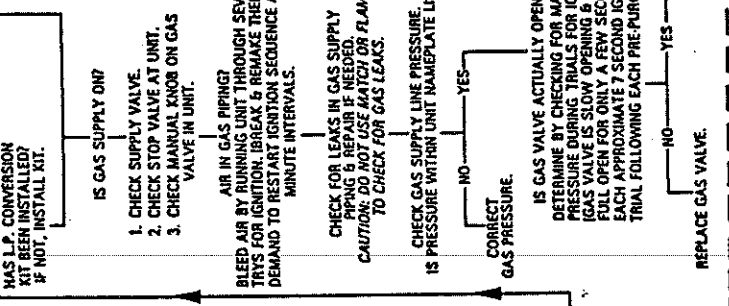 HAS L.P. CONVERSION
KIT BEEN INSTALLED?
IF NOT, INSTALL KIT.
IS GAS SUPPLY ON?
1. CHECK SUPPLY VALVE.
2. CHECK STOP VALVE AT UNIT.
3. CHECK MANUAL KNOB ON GAS
VALVE IN UNIT.
AIR IN GAS PIPING?
BLEED AIR BY RUNNING UNIT THROUGH SEV
TRYS FOR IGNITION. (BREAK & REMAKE THE
DEMAND TO RESTART IGNITION SEQUENCE A
MINUTE INTERVALS.
CHECK FOR LEAKS IN GAS SUPPLY
PIPING & REPAIR IF NEEDED.
CAUTION: DO NOT USE MATCH OR FLAM
TO CHECK FOR GAS LEAKS.
CHECK GAS SUPPLY LINE PRESSURE.
IS PRESSURE WITHIN UNIT NAMEPLATE LI
NO
YES
CORRECT
GAS PRESSURE.
IS GAS VALVE ACTUALLY OPEN
DETERMINE BY CHECKING FOR MA
PRESSURE DURING TRIALS FOR IG
(GAS VALVE IS SLOW OPENING &
FULL OPEN FOR ONLY A FEW SECO
EACH APPROXIMATE 7 SECOND IG
TRIAL FOLLOWING EACH PRE-PURG
NO
YES
REPLACE GAS VALVE.